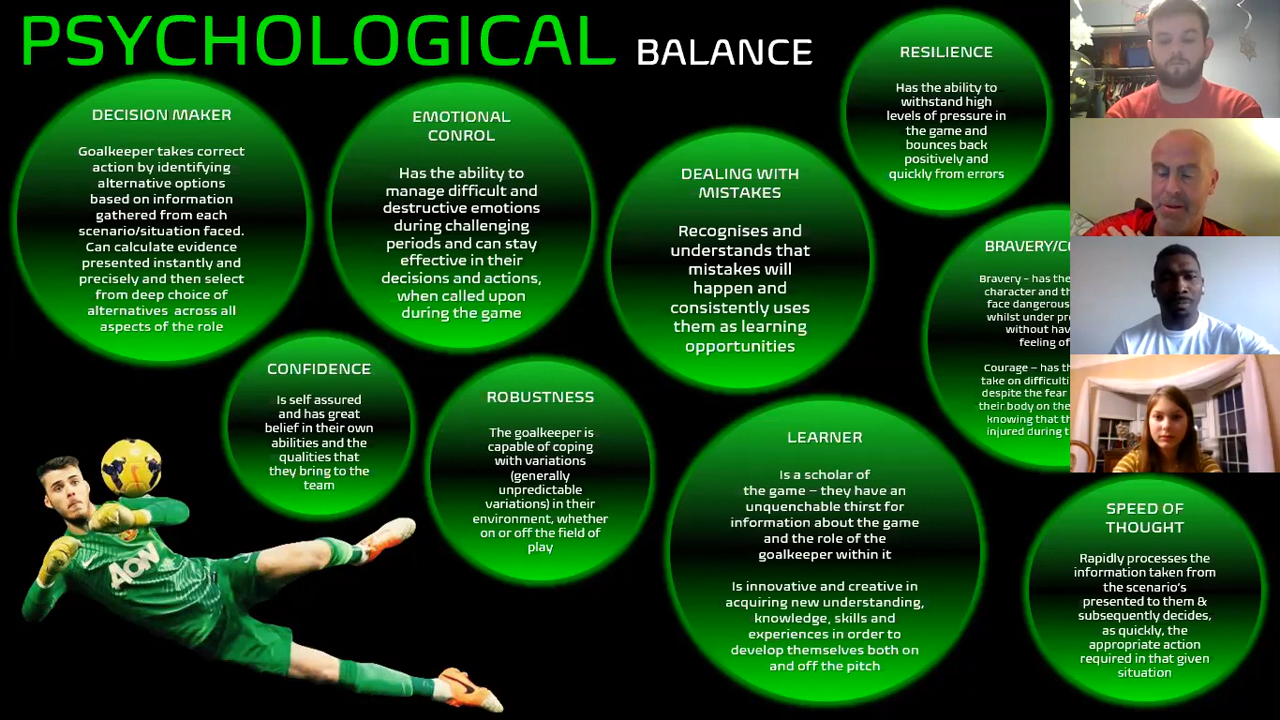 PSYCHOLOGICAL BALANCE
DECISION MAKER
Goalkeeper takes correct
action by identifying
alternative options
based on information
gathered from each
scenario/situation faced.
Can calculate evidence
presented instantly and
precisely and then select
from deep choice of
alternatives across all
aspects of the role
EMOTIONAL
CONROL
Has the ability to
manage difficult and
destructive emotions
during challenging
periods and can stay
effective in their
decisions and actions,
when called upon
during the game
DEALING WITH
MISTAKES
Recognises and
understands that
mistakes will
happen and
consistently uses
them as learning
opportunities
RESILIENCE
Has the ability to
withstand high
levels of pressure in
the game and
bounces back
positively and
quickly from errors
BRAVERY/
Bravery - has the
character and
face dangerous
whilst under
without
feeling of
Courage – has
take on
despite the fear
their body on the
knowing that
injured during
CONFIDENCE
Is self assured
and has great
belief in their own
abilities and the
qualities that
they bring to the
team
ROBUSTNESS
The goalkeeper is
capable of coping
with variations
(generally
unpredictable
variations) in their
environment, whether
on or off the field of
play
LEARNER
Is a scholar of
the game – they have an
unquenchable thirst for
information about the game
and the role of the
goalkeeper within it
Is innovative and creative in
acquiring new understanding,
knowledge, skills and
experiences in order to
develop themselves both on
and off the pitch
SPEED OF
THOUGHT
Rapidly processes the
information taken from
the scenario's
presented to them &
subsequently decides,
as quickly, the
appropriate action
required in that given
situation
AON